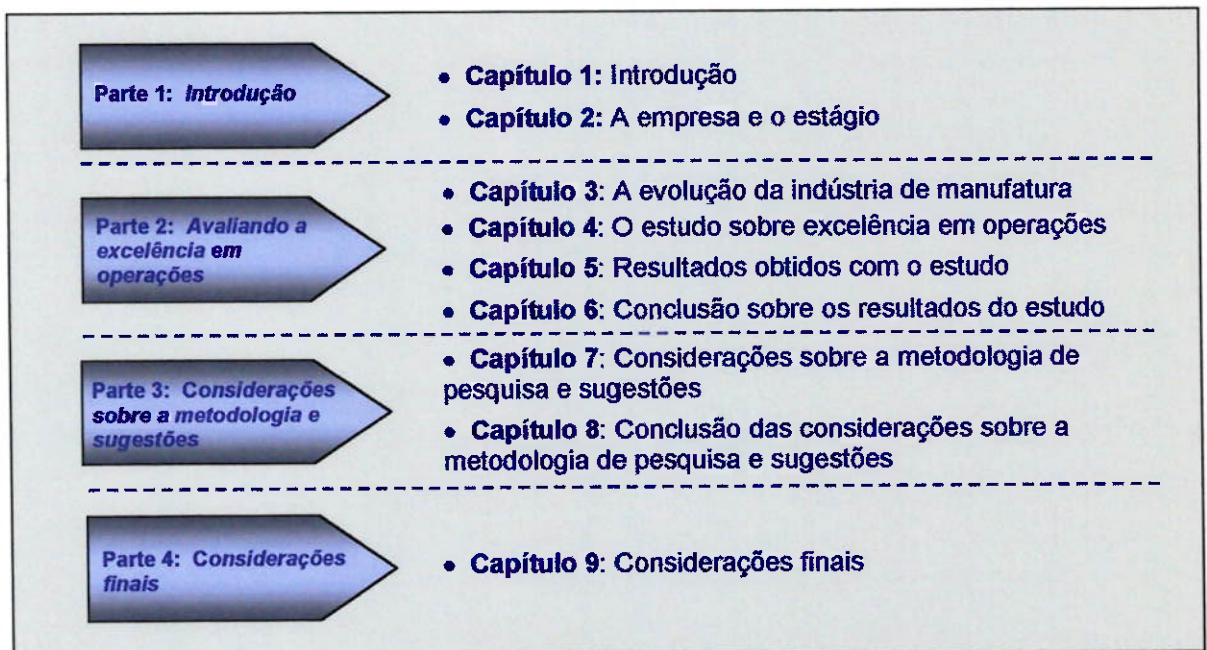 Parte 1: Introdução
• Capítulo 1: Introdução
• Capítulo 2: A empresa e o estágio
Parte 2: Avaliando a
excelência em
operações
• Capítulo 3: A evolução da indústria de manufatura
• Capítulo 4: O estudo sobre excelência em operações
• Capítulo 5: Resultados obtidos com o estudo
• Capítulo 6: Conclusão sobre os resultados do estudo
Parte 3: Considerações
sobre a metodologia e
sugestões
• Capítulo 7: Considerações sobre a metodologia de
pesquisa e sugestões
• Capítulo 8: Conclusão das considerações sobre a
metodologia de pesquisa e sugestões
Parte 4: Considerações
finais
• Capítulo 9: Considerações finais